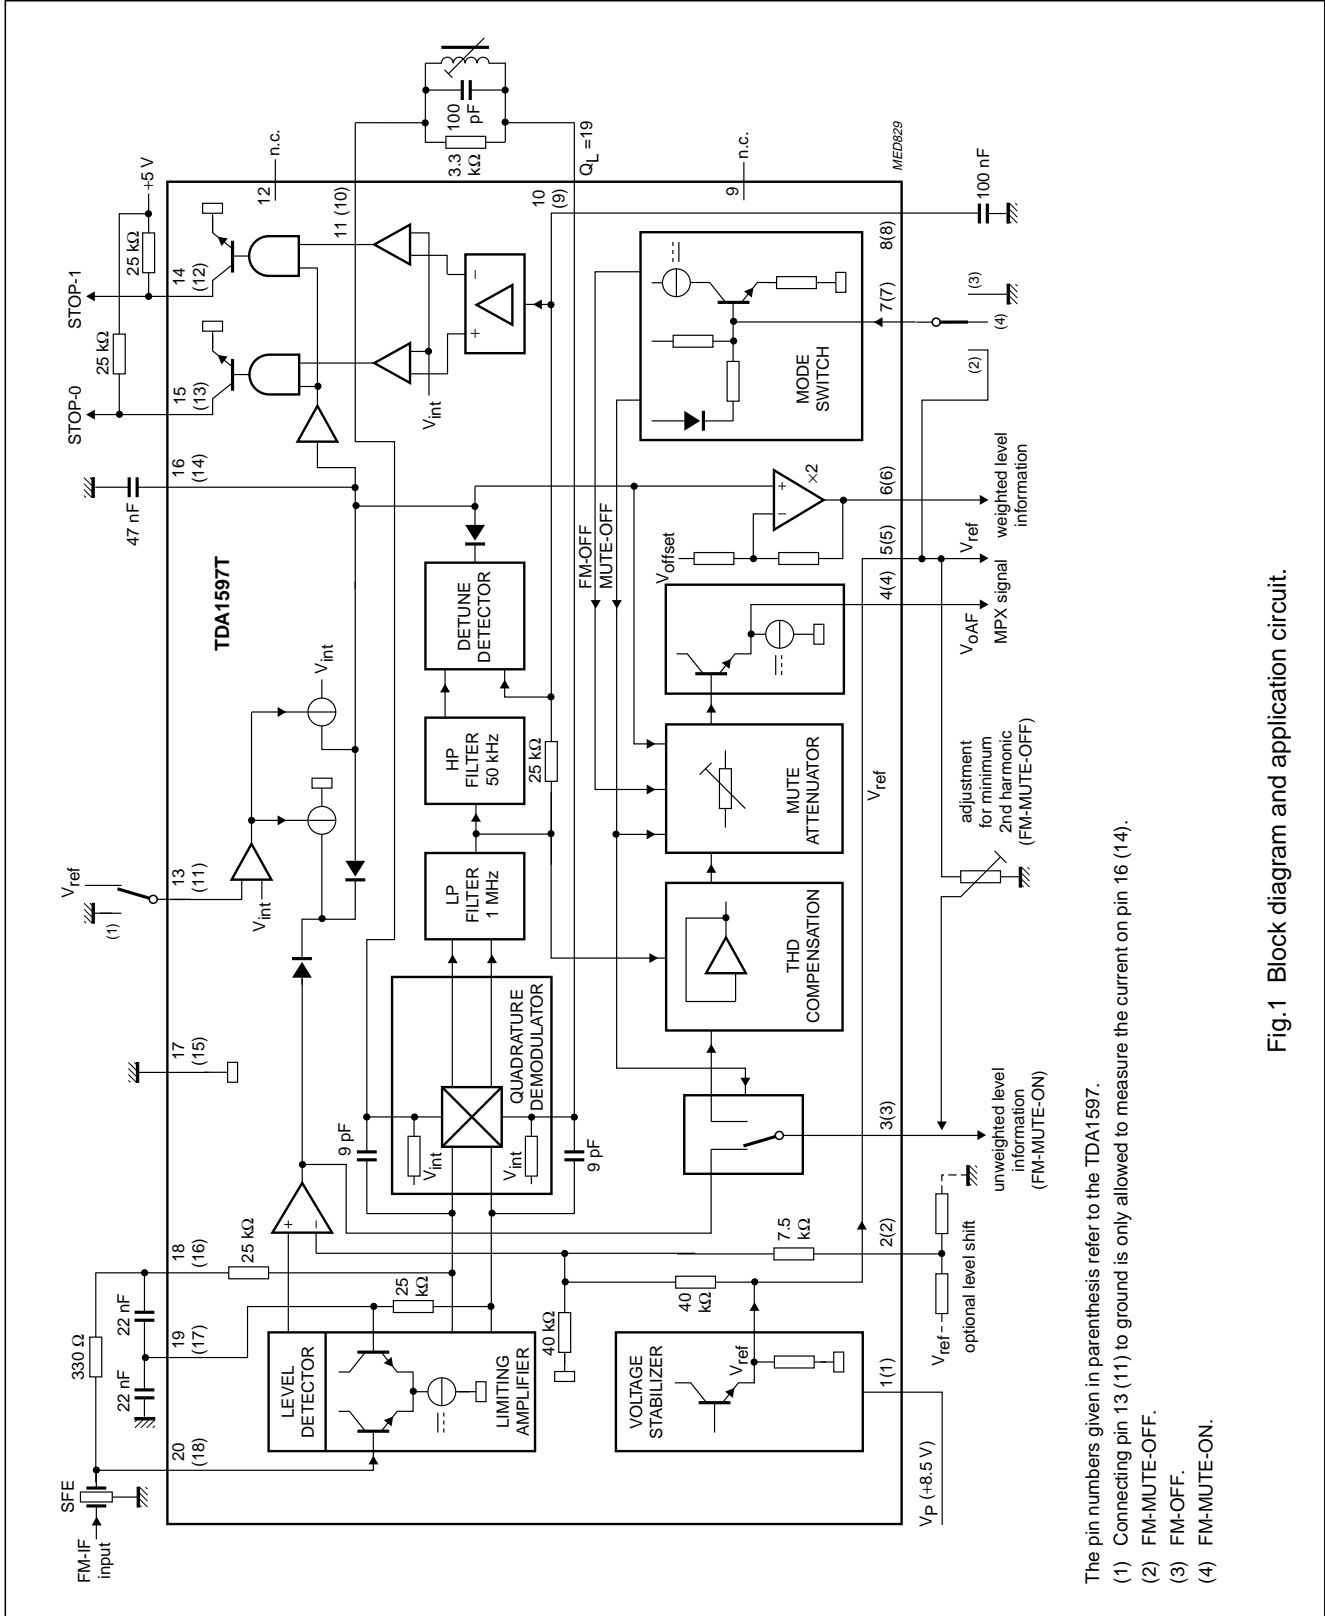 SFE
FM-IF
input
330 Ω
22 nF
22 nF
20
(18)
19
(17)
18
(16)
25 kΩ
17
(15)
Vref
(1)
13
(11)
TDA1597T
47 nF
16
(14)
STOP-0
25 kΩ
15
(13)
STOP-1
25 kΩ
14
(12)
+5 V
12
n.c.
LEVEL
DETECTOR
LIMITING
AMPLIFIER
25
kΩ
+
−
9 pF
Vint
Vint
QUADRATURE
DEMODULATOR
9 pF
Vint
Vint
LP
FILTER
1 MHz
HP
FILTER
50 kHz
25 kΩ
DETUNE
DETECTOR
Vint
+
−
11 (10)
3.3
kΩ
100
pF
QL =19
10
(9)
VOLTAGE
STABILIZER
Vref
40 kΩ
40
kΩ
7.5
kΩ
THD
COMPENSATION
MUTE
ATTENUATOR
FM-OFF
MUTE-OFF
Voffset
+
−
×2
MODE
SWITCH
9
n.c.
Vref
1(1)
2(2)
3(3)
4(4)
5(5)
6(6)
7(7)
8(8)
MED829
VP (+8.5 V)
Vref
optional level shift
unweighted level
information
(FM-MUTE-ON)
adjustment
for minimum
2nd harmonic
(FM-MUTE-OFF)
VoAF
MPX signal
Vref
weighted level
information
(2)
(4)
(3)
100 nF
The pin numbers given in parenthesis refer to the TDA1597.
(1) Connecting pin 13 (11) to ground is only allowed to measure the current on pin 16 (14).
(2) FM-MUTE-OFF.
(3) FM-OFF.
(4) FM-MUTE-ON.
Fig.1 Block diagram and application circuit.